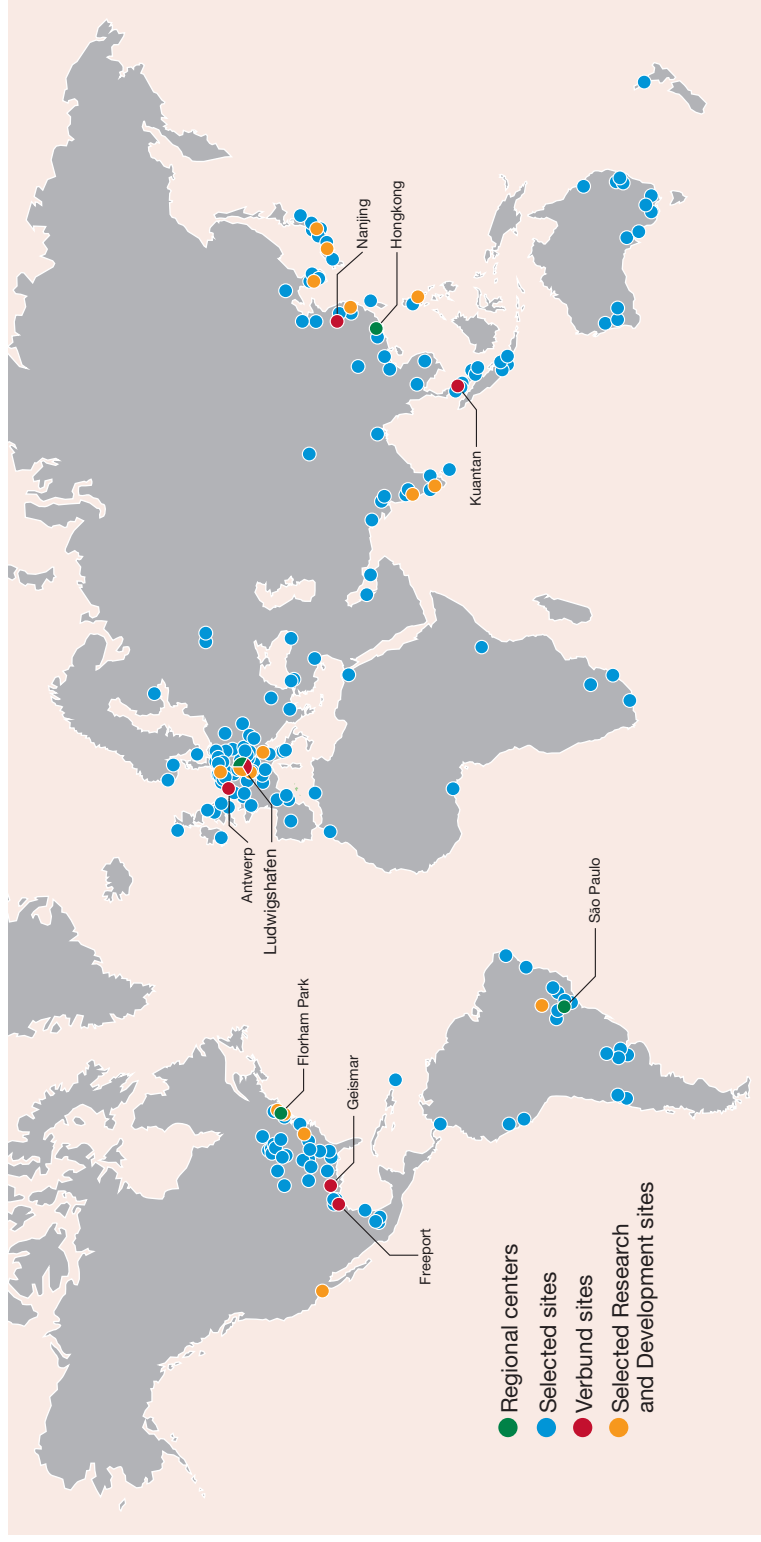 Nanjing
Hongkong
Kuantan
Antwerp
Ludwigshafen
São Paulo
Florham Park
Geismar
Freeport
Regional centers
Selected sites
Verbund sites
Selected Research
and Development sites